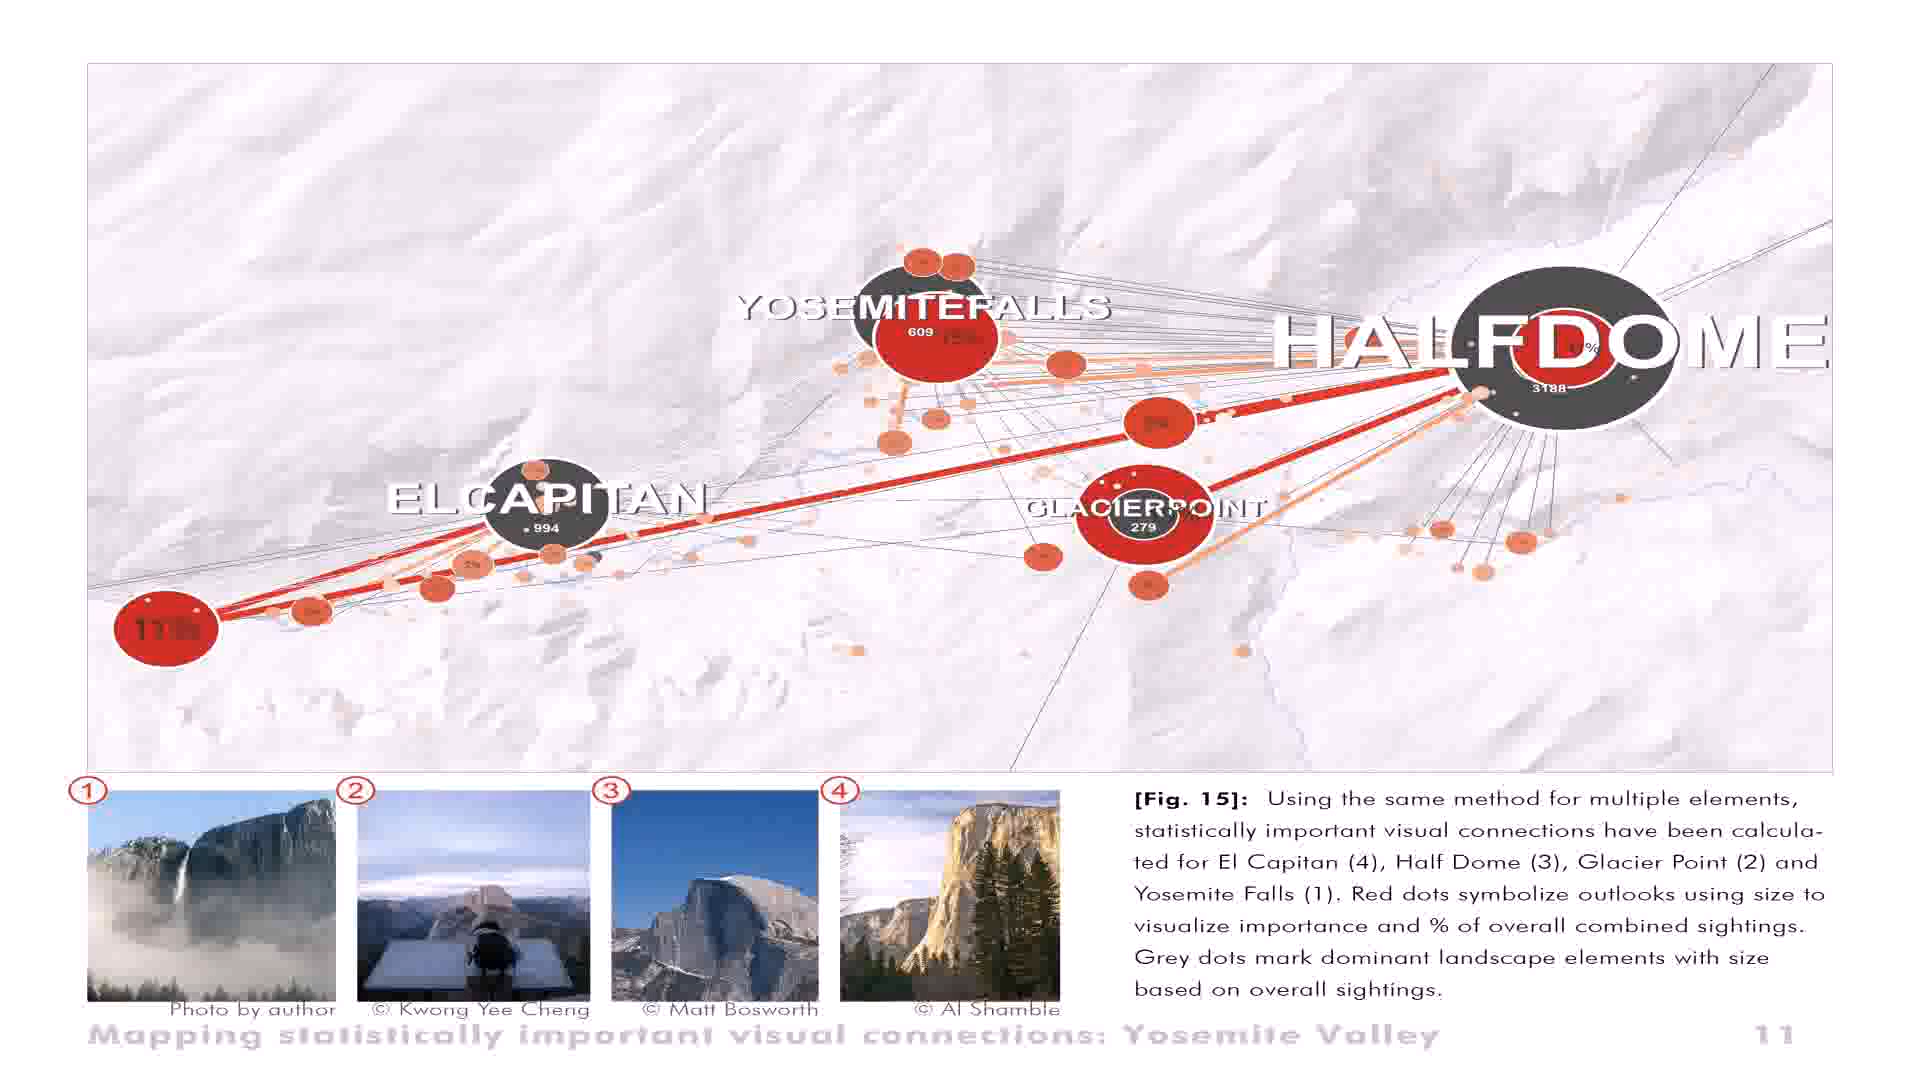 YOSEMITEFALLS
609 15%
HALFDOME
3188
ELCAPITAN
994
GLACIERPOINT
279
11%
1
2
3
4
Photo by author
© Kwong Yee Cheng
© Matt Bosworth
© Al Shamble
[Fig. 15]: Using the same method for multiple elements,
statistically important visual connections have been calcula-
ted for El Capitan (4), Half Dome (3), Glacier Point (2) and
Yosemite Falls (1). Red dots symbolize outlooks using size to
visualize importance and % of overall combined sightings.
Grey dots mark dominant landscape elements with size
based on overall sightings.
Mapping statistically important visual connections: Yosemite Valley
11